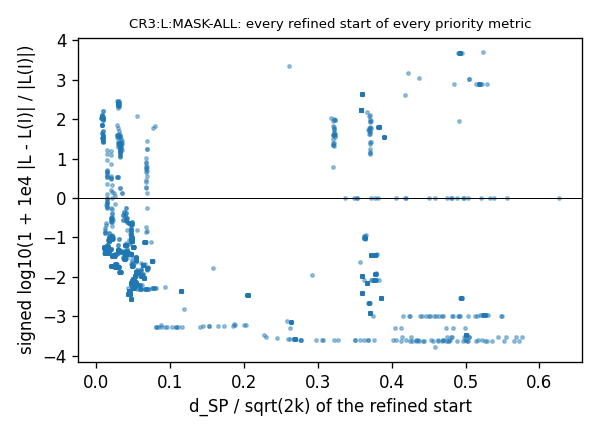 CR3:L:MASK-ALL: every refined start of every priority metric
signed log10(1 + 1e4 |L - L(I)| / |L(I)|)
4
3
2
1
0
−1
−2
−3
−4
0.0 0.1 0.2 0.3 0.4 0.5 0.6
d_SP / sqrt(2k) of the refined start